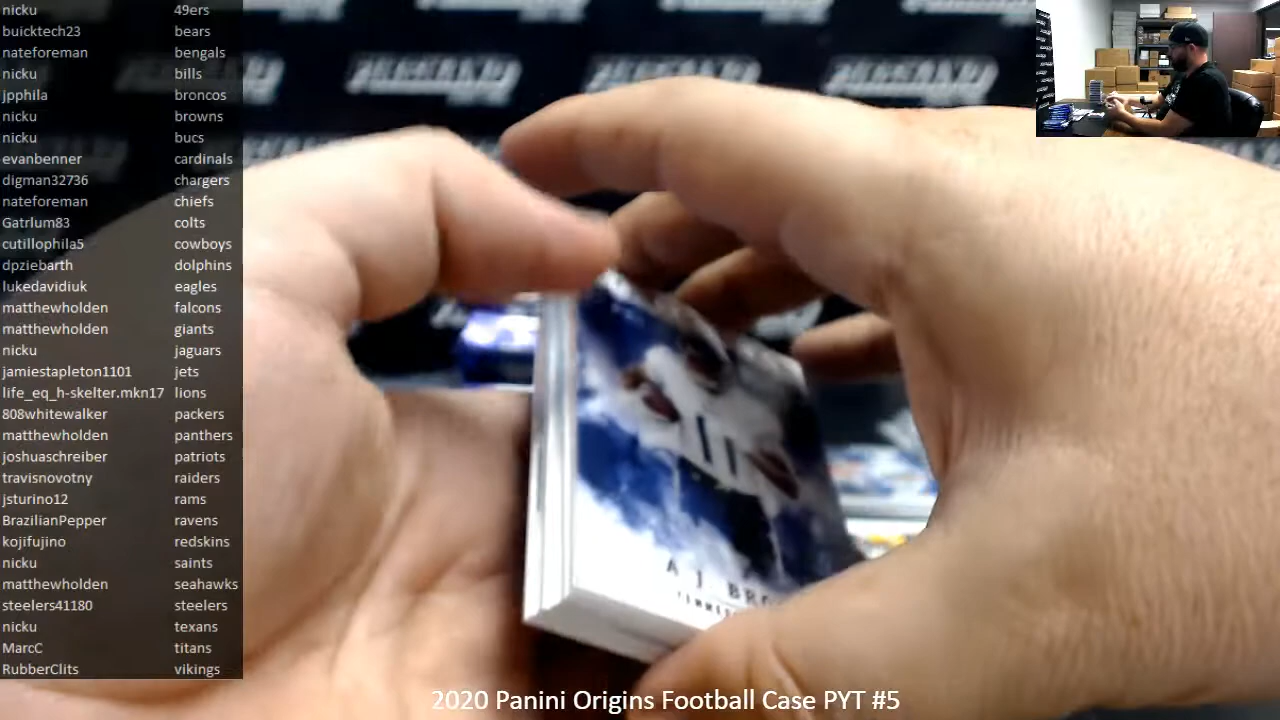 nicku 49ers
buicktech23 bears
nateforeman bengals
nicku bills
jpphila broncos
nicku browns
nicku bucs
evanbenner cardinals
digman32736 chargers
nateforeman chiefs
Gatrlum83 colts
cutillophila5 cowboys
dpziebarth dolphins
lukedavidiuk eagles
matthewholden falcons
matthewholden giants
nicku jaguars
jamiestapleton1101 jets
life_eq_h-skelter.mkn17 lions
808whitewalker packers
matthewholden panthers
joshuaschreiber patriots
travisnovotny raiders
jsturino12 rams
BrazilianPepper ravens
kojifujino redskins
nicku saints
matthewholden seahawks
steelers41180 steelers
nicku texans
MarcC titans
RubberClits vikings
A.J.
2020 Panini Origins Football Case PYT #5